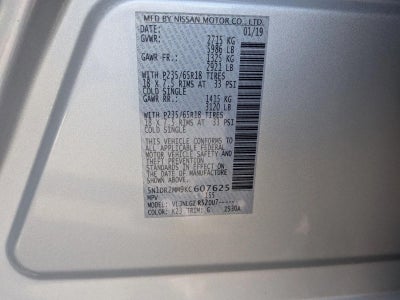 MFD BY NISSAN MOTOR CO., LTD.
DATE: 01/19
GVWR: 2715 KG
5986 LB
GAWR FR.: 1325 KG
2921 LB
WITH P235/65R18 TIRES
18 X 7.5 RIMS AT 33 PSI
COLD SINGLE
GAWR RR.: 1415 KG
3120 LB
WITH P235/65R18 TIRES
18 X 7.5 RIMS AT 33 PSI
COLD SINGLE
THIS VEHICLE CONFORMS TO
ALL APPLICABLE FEDERAL
MOTOR VEHICLE SAFETY
AND THEFT PREVENTION
STANDARDS IN EFFECT
ON THE DATE OF
MANUFACTURE SHOWN ABOVE.
5N1DR2MM9KC607625
MPV 155
COLOR: K23 TRIM: G 2530A